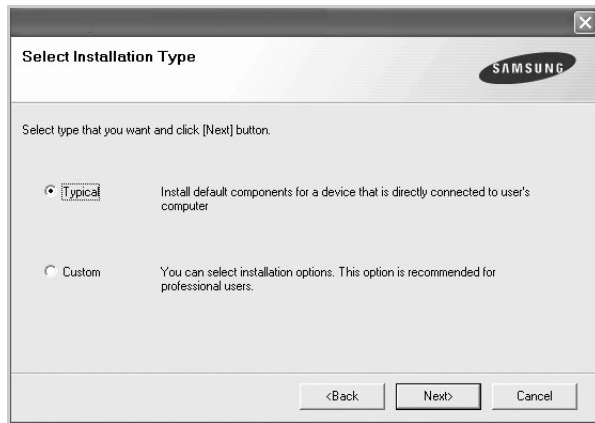 Select Installation Type
SAMSUNG
Select type that you want and click [Next] button.
Typical
Install default components for a device that is directly connected to user's
computer
Custom
You can select installation options. This option is recommended for
professional users.
<Back
Next>
Cancel